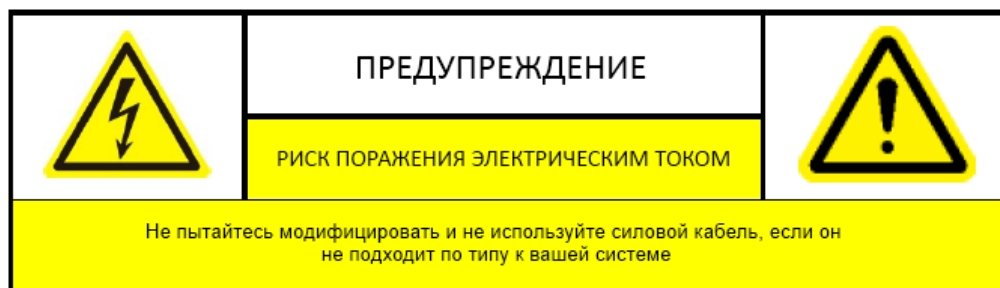 ПРЕДУПРЕЖДЕНИЕ
РИСК ПОРАЖЕНИЯ ЭЛЕКТРИЧЕСКИМ ТОКОМ
Не пытайтесь модифицировать и не используйте силовой кабель, если он
не подходит по типу к вашей системе